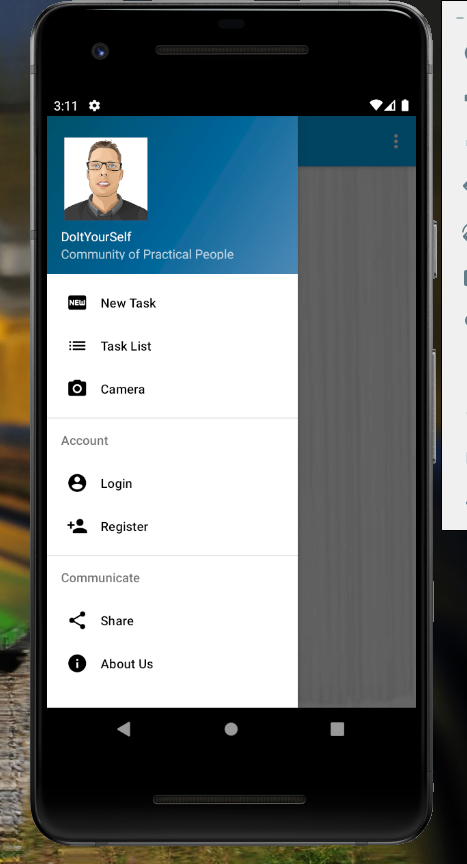 3:11
DoItYourSelf
Community of Practical People
NEW New Task
Task List
Camera
Account
Login
Register
Communicate
Share
About Us